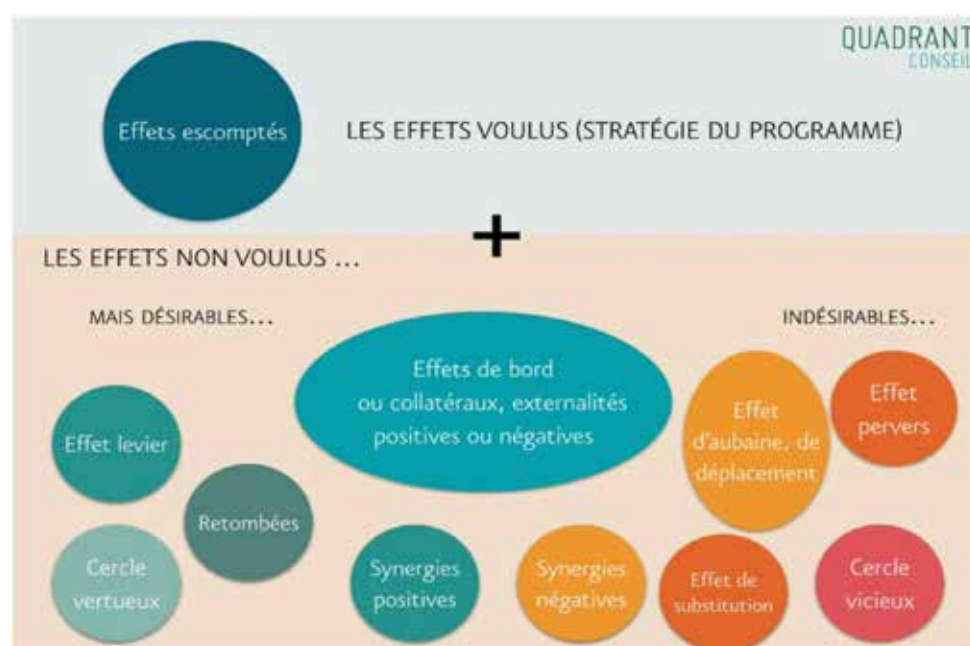 QUADRANT
CONSEIL
Effets escomptés
LES EFFETS VOULUS (STRATÉGIE DU PROGRAMME)
+
LES EFFETS NON VOULUS ...
MAIS DÉSIRABLES...
INDÉSIRABLES...
Effets de bord
ou collatéraux, externalités
positives ou négatives
Effet levier
Retombées
Cercle
vertueux
Synergies
positives
Synergies
négatives
Effet
d'aubaine, de
déplacement
Effet
pervers
Effet de
substitution
Cercle
vicieux